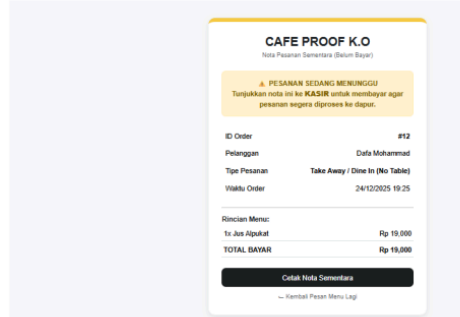 CAFE PROOF K.O
Nota Pesanan Sementara (Belum Bayar)
⚠ PESANAN SEDANG MENUNGGU
Tunjukkan nota ini ke KASIR untuk membayar agar
pesanan segera diproses ke dapur.
ID Order #12
Pelanggan Dafa Mohammad
Tipe Pesanan Take Away / Dine In (No Table)
Waktu Order 24/12/2025 19:25
Rincian Menu:
1x Jus Alpukat Rp 19,000
TOTAL BAYAR Rp 19,000
Cetak Nota Sementara
← Kembali Pesan Menu Lagi